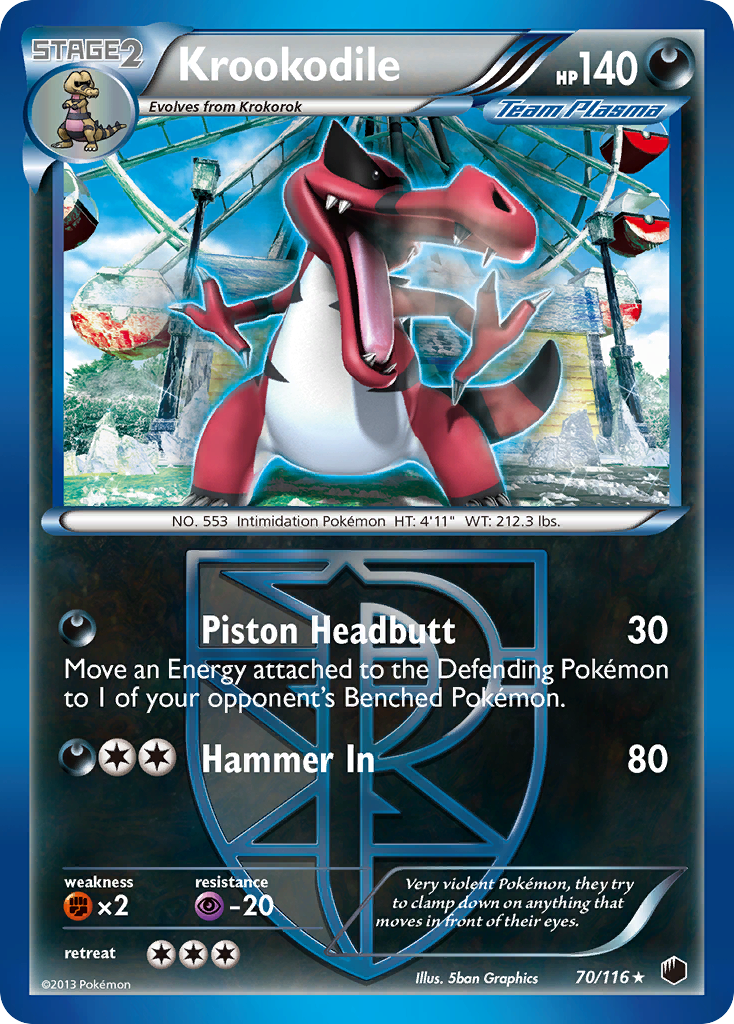 STAGE2
Krookodile
HP140
Evolves from Krokorok
Team Plasma
NO. 553 Intimidation Pokémon HT: 4'11" WT: 212.3 lbs.
Piston Headbutt 30
Move an Energy attached to the Defending Pokémon
to 1 of your opponent's Benched Pokémon.
Hammer In 80
weakness
×2
resistance
-20
retreat
Very violent Pokémon, they try
to clamp down on anything that
moves in front of their eyes.
©2013 Pokémon
Illus. 5ban Graphics
70/116 ★